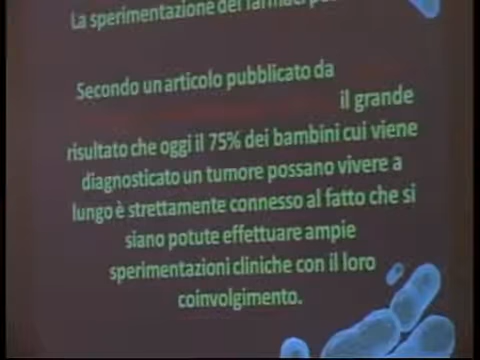 La sperimentazione dei farmaci
Secondo un articolo pubblicato da
il grande
risultato che oggi il 75% dei bambini cui viene
diagnosticato un tumore possano vivere a
lungo è strettamente connesso al fatto che si
siano potute effettuare ampie
sperimentazioni cliniche con il loro
coinvolgimento.